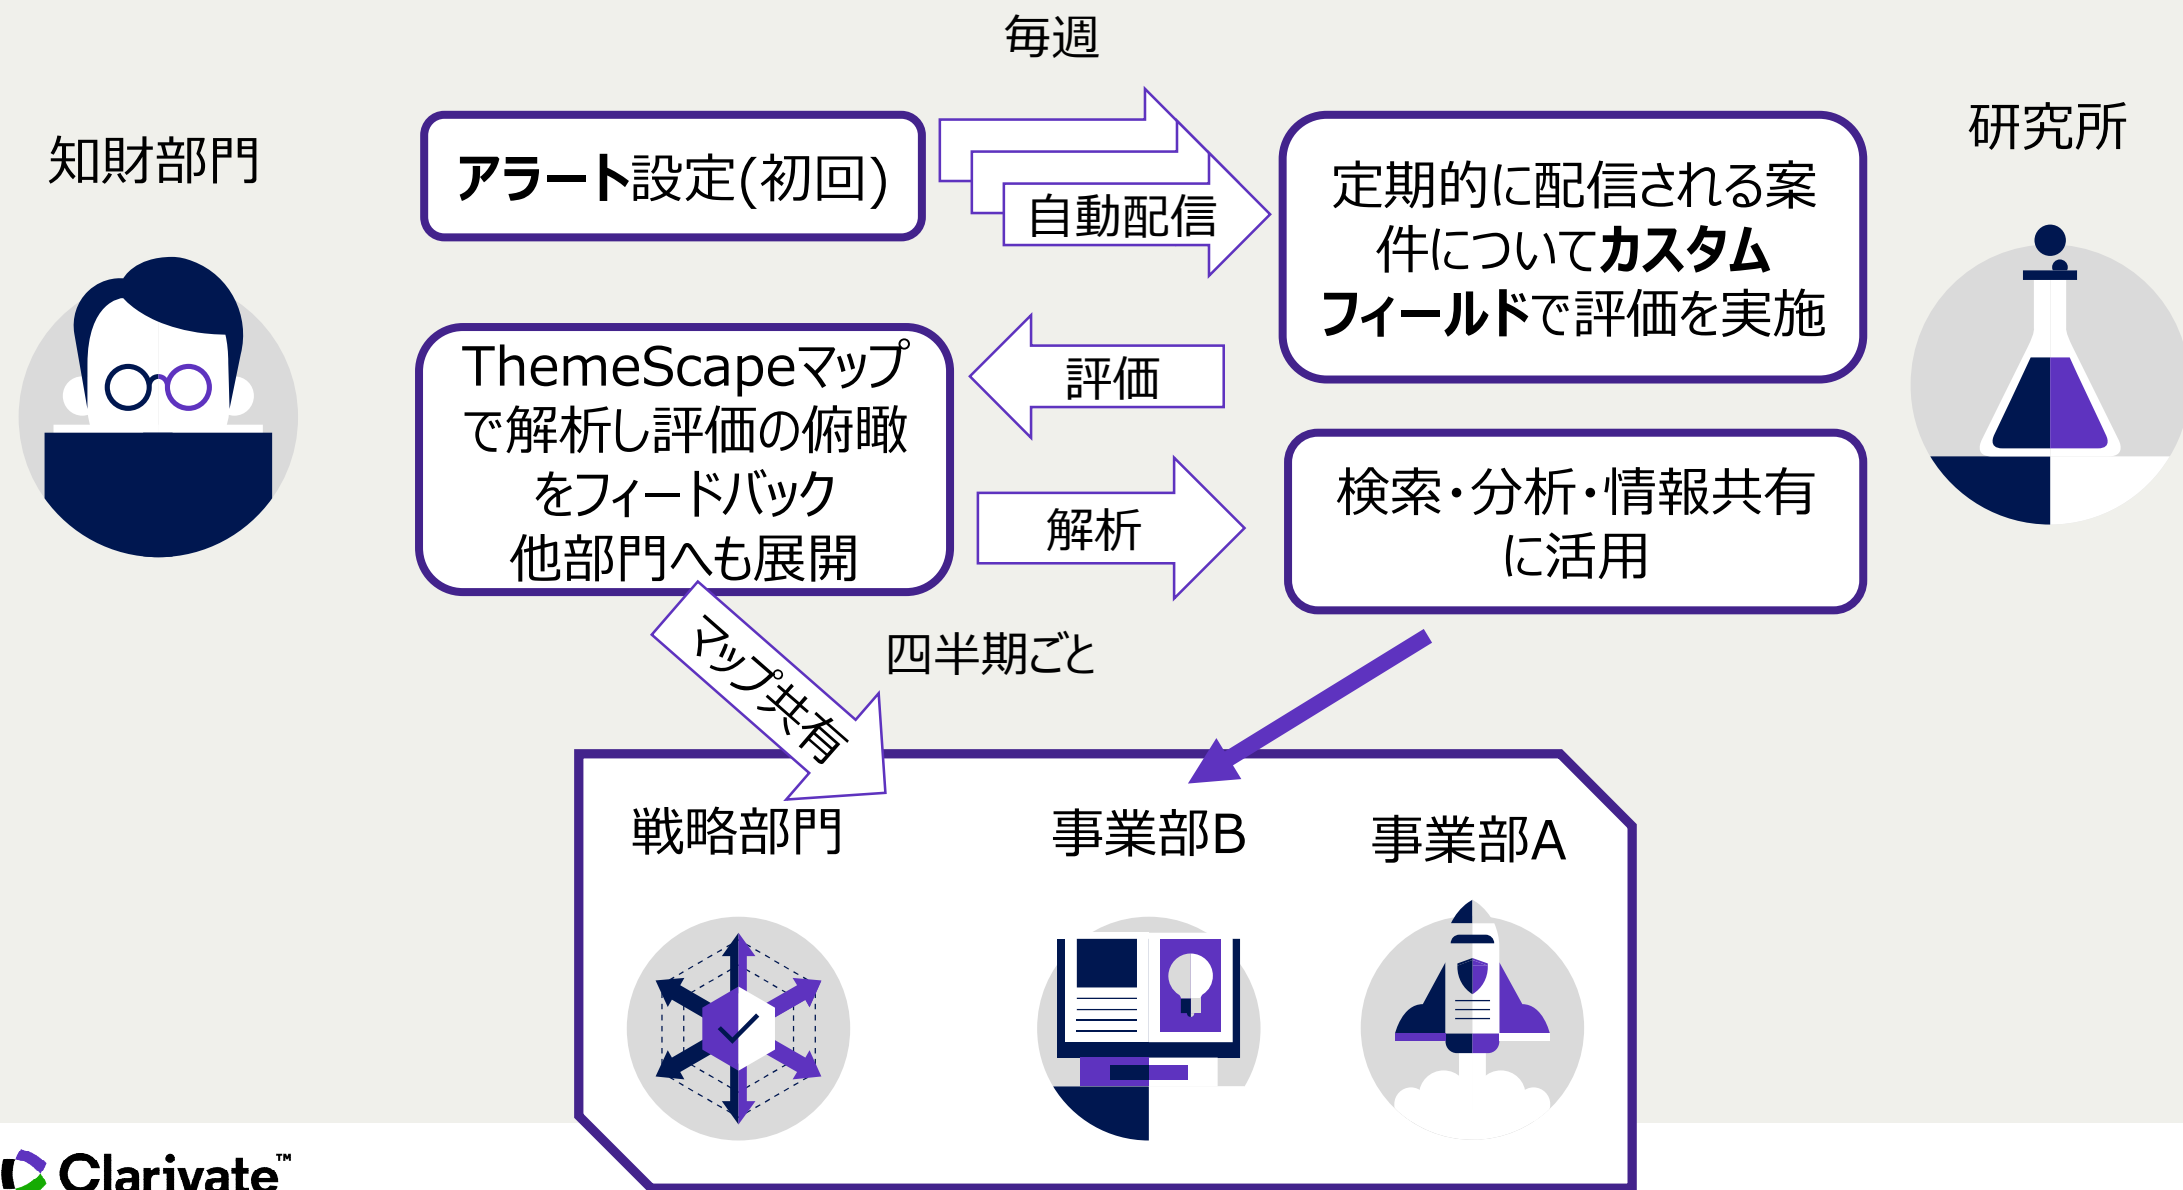 毎週
知財部門
アラート設定(初回)
自動配信
定期的に配信される案
件についてカスタム
フィールドで評価を実施
研究所
ThemeScapeマップ
で解析し評価の俯瞰
をフィードバック
他部門へも展開
評価
解析
検索・分析・情報共有
に活用
マップ共有
四半期ごと
戦略部門
事業部B
事業部A
Clarivate™